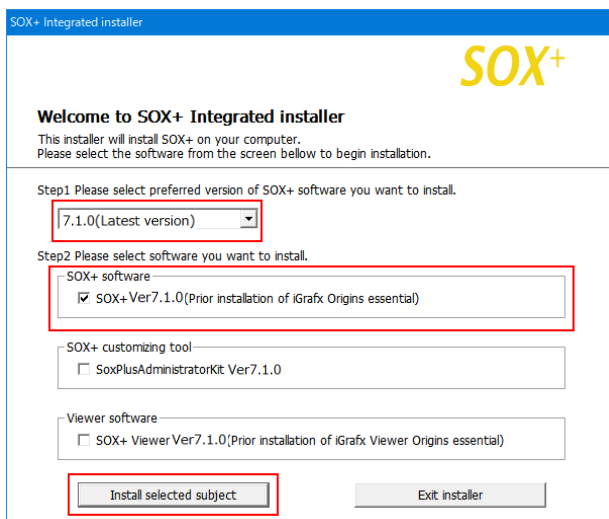 SOX+ Integrated installer
SOX+
Welcome to SOX+ Integrated installer
This installer will install SOX+ on your computer.
Please select the software from the screen bellow to begin installation.
Step1 Please select preferred version of SOX+ software you want to install.
7.1.0(Latest version)
Step2 Please select software you want to install.
SOX+ software
SOX+Ver7.1.0(Prior installation of iGrafx Origins essential)
SOX+ customizing tool
SoxPlusAdministratorKit Ver7.1.0
Viewer software
SOX+ Viewer Ver7.1.0(Prior installation of iGrafx Viewer Origins essential)
Install selected subject
Exit installer